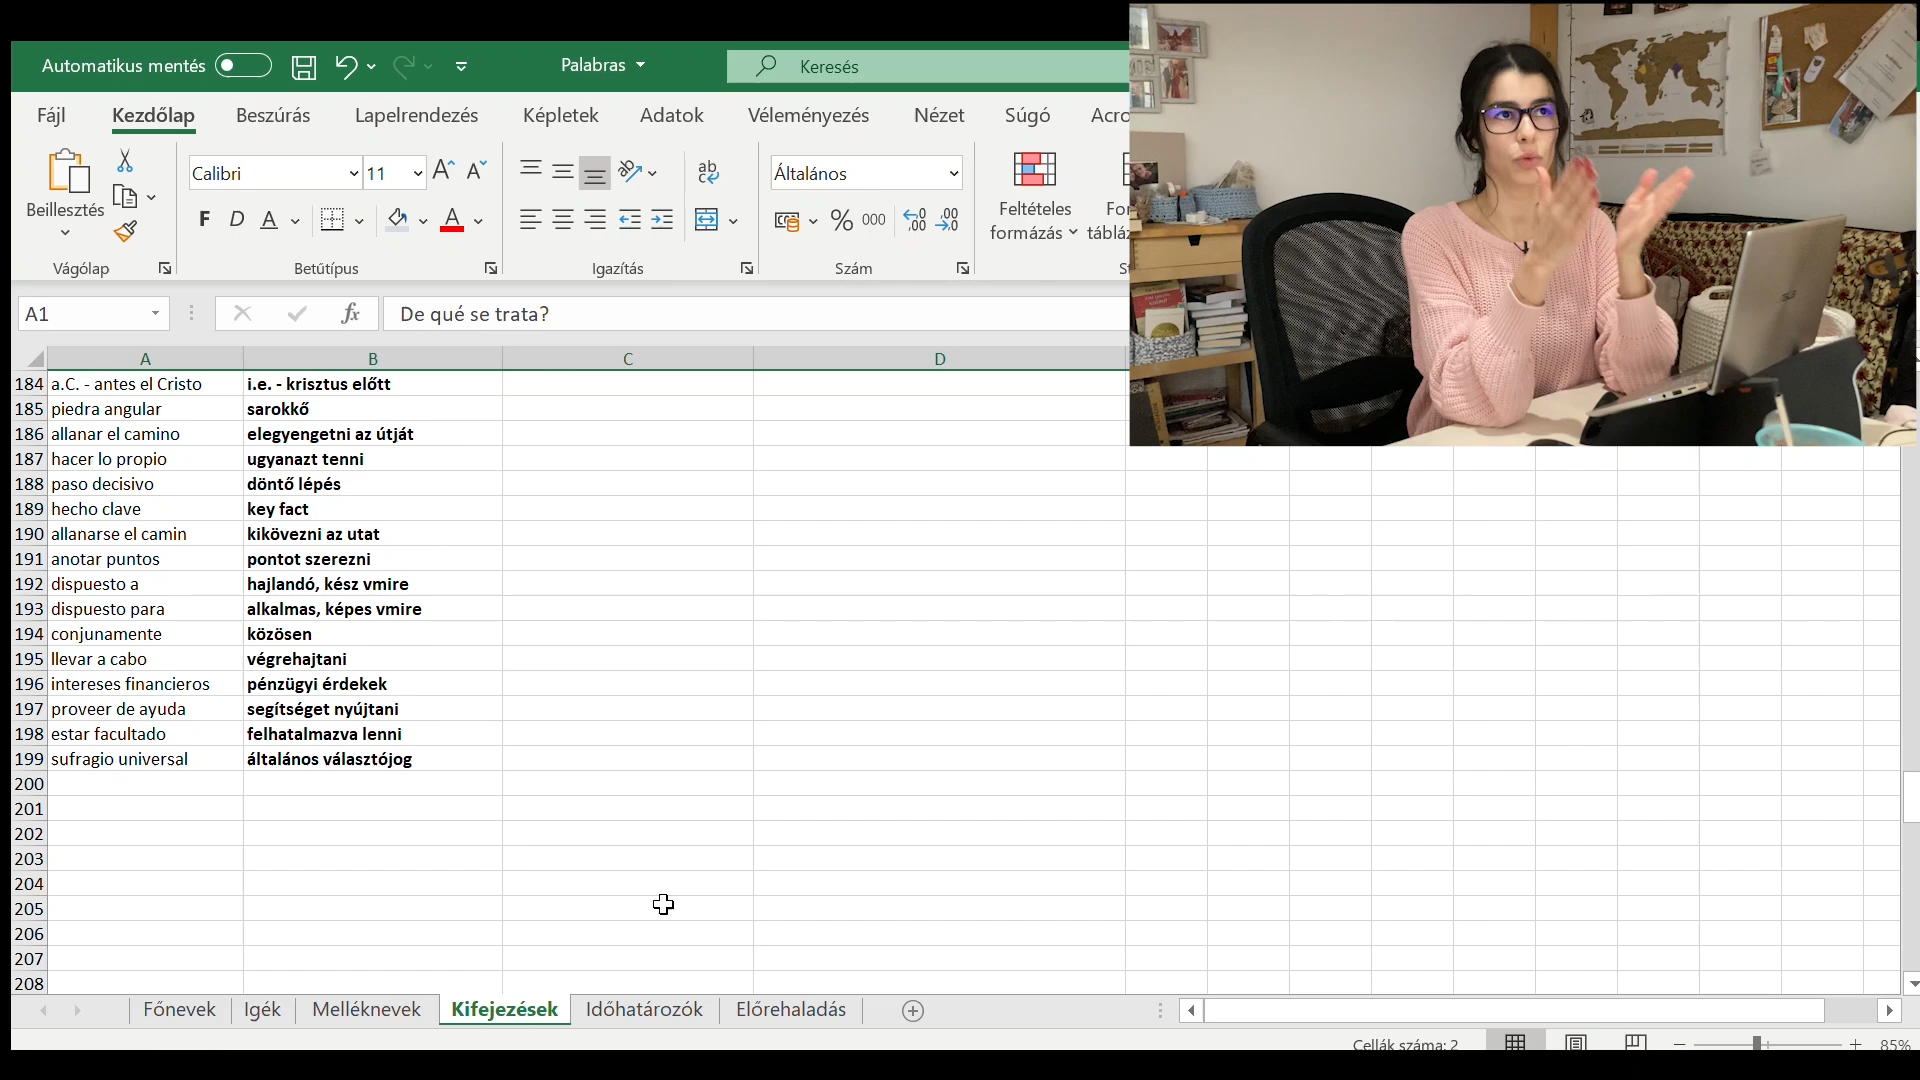 Automatikus mentés
Palabras
Keresés
Fájl Kezdőlap Beszúrás Lapelrendezés Képletek Adatok Véleményezés Nézet Súgó Acro
Beillesztés
Calibri 11
Általános
F D A
% 000
Feltételes
formázás
Vágólap Betűtípus Igazítás Szám
A1
fx
De qué se trata?
A B C D
184 a.C. - antes el Cristo i.e. - krisztus előtt
185 piedra angular sarokkő
186 allanar el camino elegyengetni az útját
187 hacer lo propio ugyanazt tenni
188 paso decisivo döntő lépés
189 hecho clave key fact
190 allanarse el camin kikövezni az utat
191 anotar puntos pontot szerezni
192 dispuesto a hajlandó, kész vmire
193 dispuesto para alkalmas, képes vmire
194 conjunamente közösen
195 llevar a cabo végrehajtani
196 intereses financieros pénzügyi érdekek
197 proveer de ayuda segítséget nyújtani
198 estar facultado felhatalmazva lenni
199 sufragio universal általános választójog
200
201
202
203
204
205
206
207
208
Főnevek Igék Melléknevek Kifejezések Időhatározók Előrehaladás
Cellák száma: 2
85%